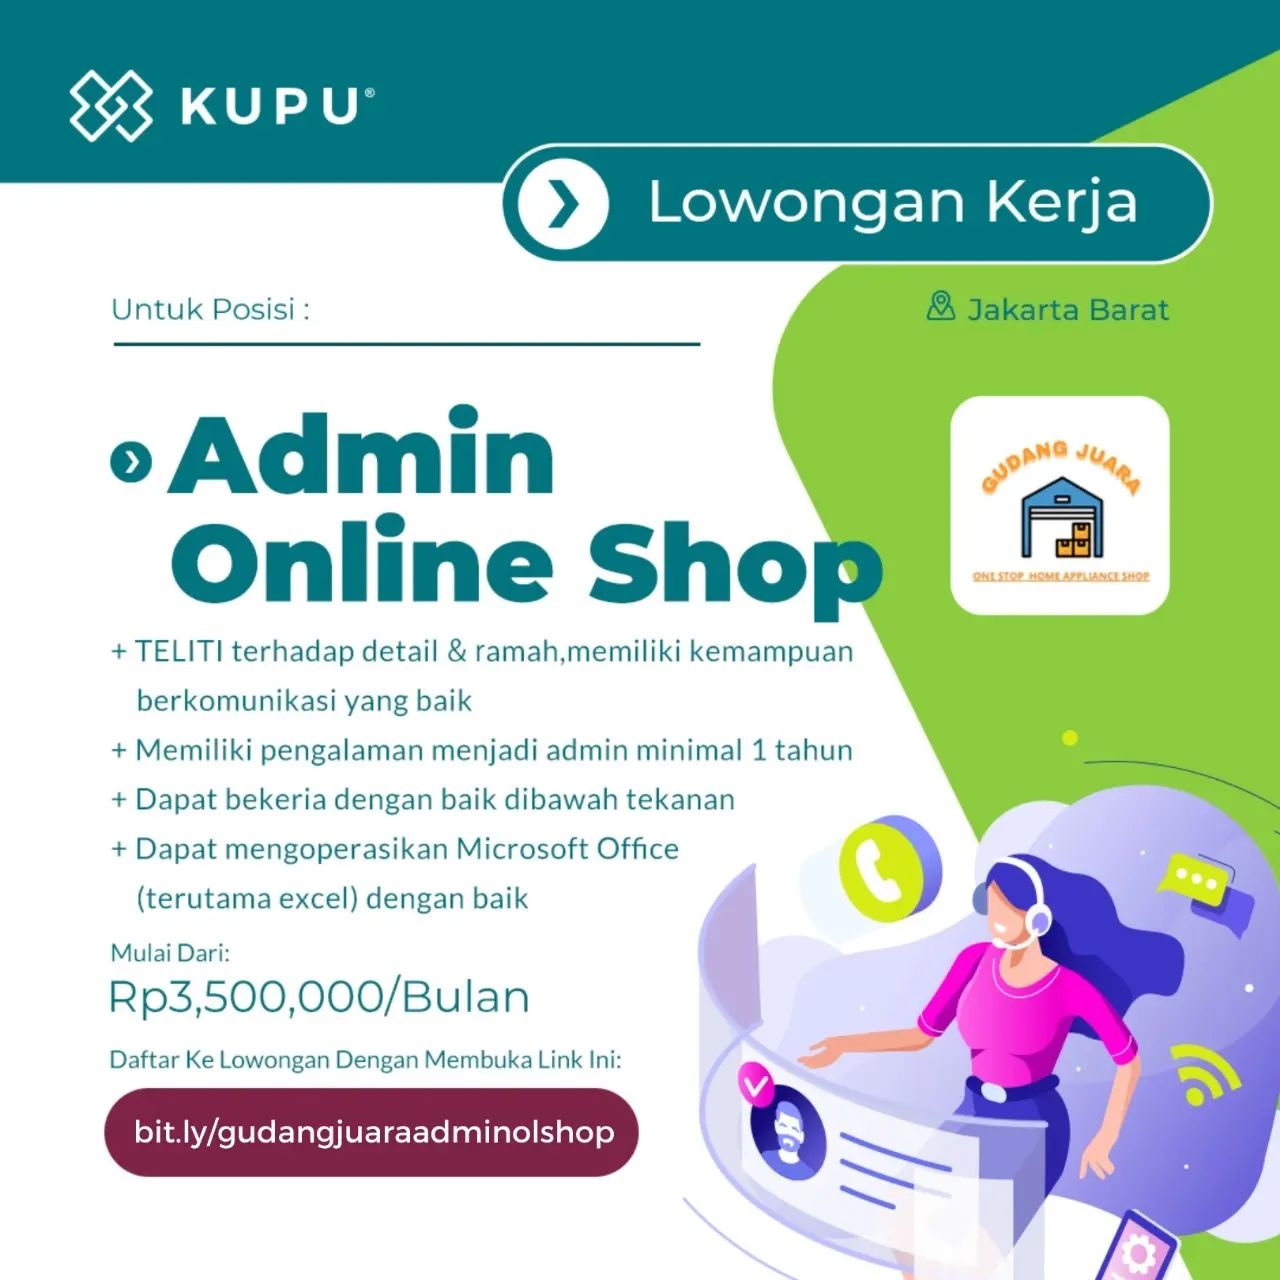 KUPU®
Lowongan Kerja
Untuk Posisi :
Jakarta Barat
Admin
Online Shop
GUDANG JUARA
ONE STOP HOME APPLIANCE SHOP
+ TELITI terhadap detail & ramah,memiliki kemampuan
berkomunikasi yang baik
+ Memiliki pengalaman menjadi admin minimal 1 tahun
+ Dapat bekeria dengan baik dibawah tekanan
+ Dapat mengoperasikan Microsoft Office
(terutama excel) dengan baik
Mulai Dari:
Rp3,500,000/Bulan
Daftar Ke Lowongan Dengan Membuka Link Ini:
bit.ly/gudangjuaraadminolshop